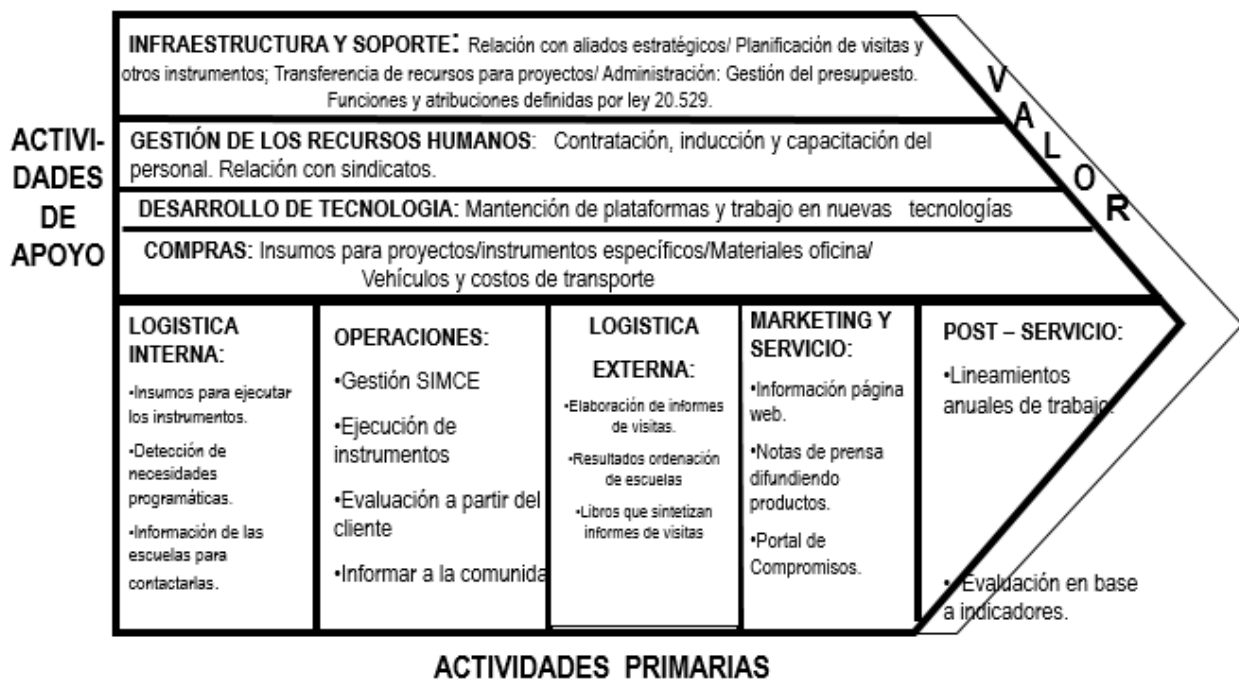 INFRAESTRUCTURA Y SOPORTE: Relación con aliados estratégicos/ Planificación de visitas y
otros instrumentos; Transferencia de recursos para proyectos/ Administración: Gestión del presupuesto.
Funciones y atribuciones definidas por ley 20.529.
VALOR
ACTIVI-
DADES
DE
APOYO
GESTIÓN DE LOS RECURSOS HUMANOS: Contratación, inducción y capacitación del
personal. Relación con sindicatos.
DESARROLLO DE TECNOLOGIA: Mantención de plataformas y trabajo en nuevas tecnologías
COMPRAS: Insumos para proyectos/instrumentos específicos/Materiales oficina/
Vehículos y costos de transporte
LOGISTICA
INTERNA:
•Insumos para ejecutar
los instrumentos.
•Detección de
necesidades
programáticas.
•Información de las
escuelas para
contactarlas.
OPERACIONES:
•Gestión SIMCE
•Ejecución de
instrumentos
•Evaluación a partir del
cliente
•Informar a la comunida
LOGISTICA
EXTERNA:
•Elaboración de informes
de visitas.
•Resultados ordenación
de escuelas
•Libros que sintetizan
informes de visitas
MARKETING Y
SERVICIO:
•Información página
web.
•Notas de prensa
difundiendo
productos.
•Portal de
Compromisos.
POST – SERVICIO:
•Lineamientos
anuales de trabajo.
• Evaluación en base
a indicadores.
ACTIVIDADES PRIMARIAS